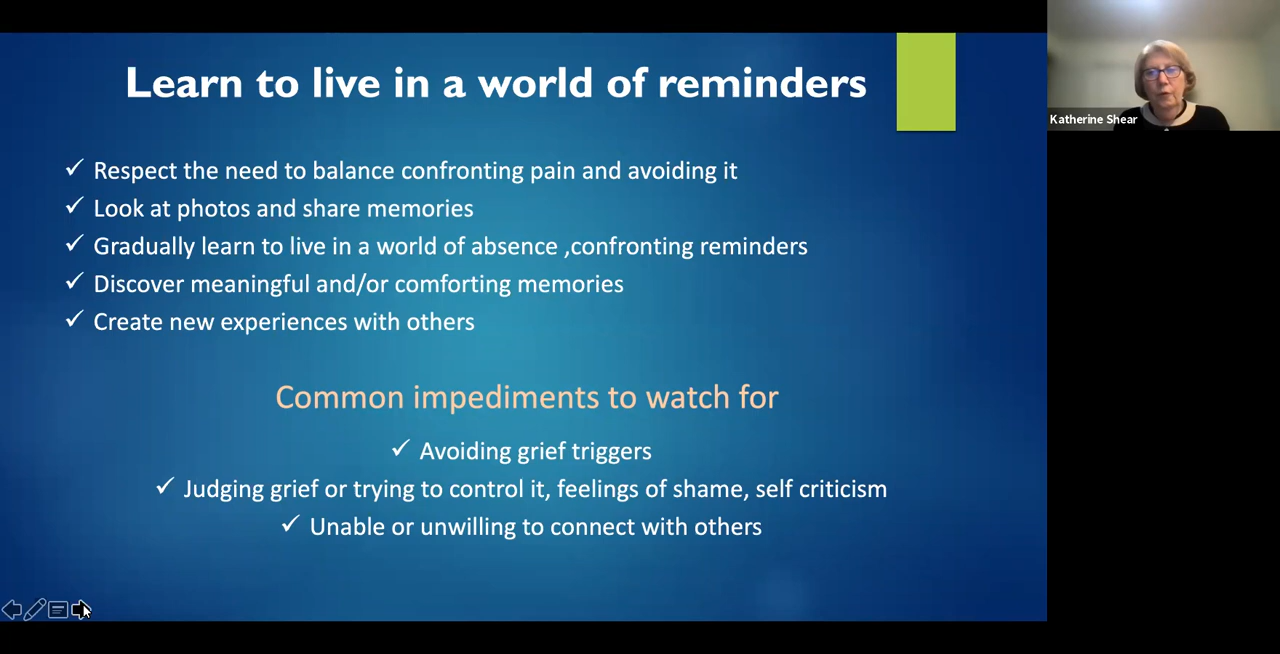 Learn to live in a world of reminders
Katherine Shear
✓ Respect the need to balance confronting pain and avoiding it
✓ Look at photos and share memories
✓ Gradually learn to live in a world of absence ,confronting reminders
✓ Discover meaningful and/or comforting memories
✓ Create new experiences with others
Common impediments to watch for
✓ Avoiding grief triggers
✓ Judging grief or trying to control it, feelings of shame, self criticism
✓ Unable or unwilling to connect with others